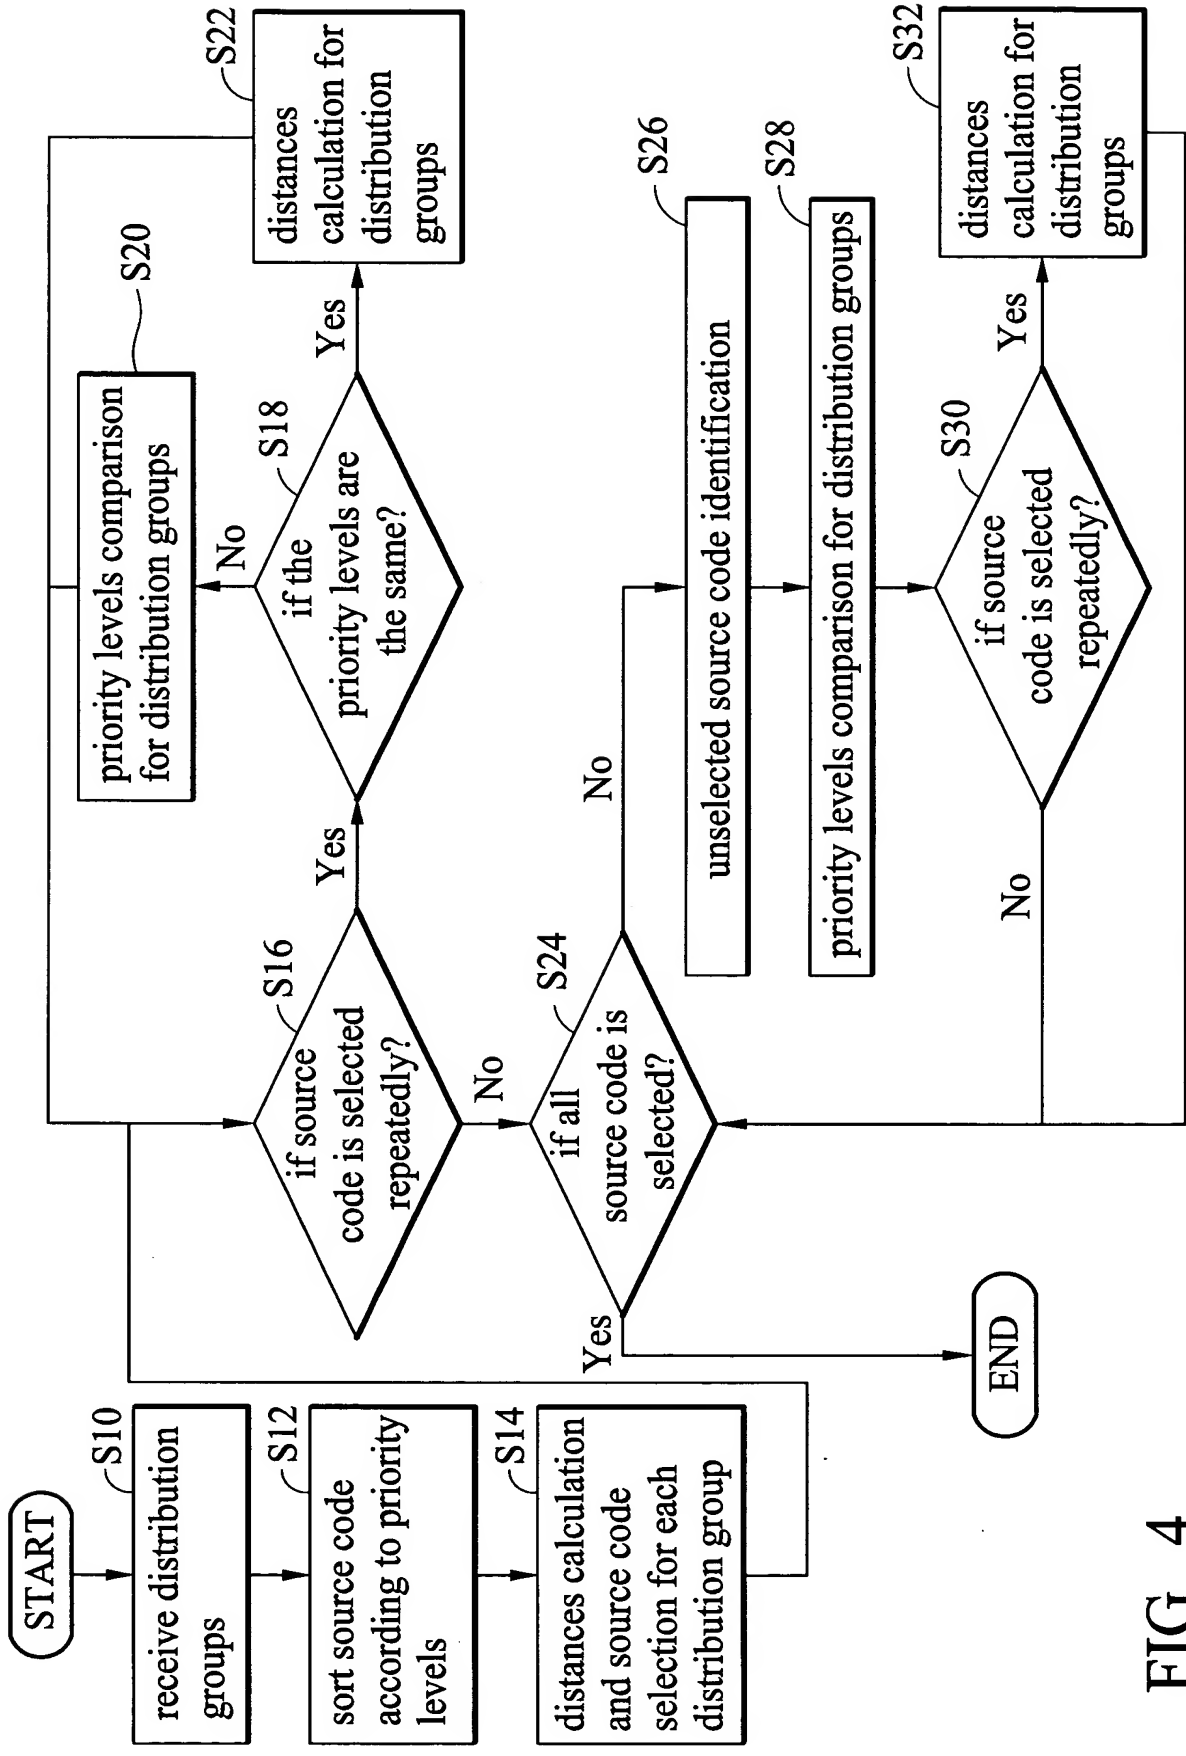 START
S10
receive distribution
groups
S12
sort source code
according to priority
levels
S14
distances calculation
and source code
selection for each
distribution group
S16
if source
code is selected
repeatedly?
Yes
No
S18
if the
priority levels are
the same?
No
Yes
S20
priority levels comparison
for distribution groups
S22
distances
calculation for
distribution
groups
S24
if all
source code is
selected?
Yes
No
END
S26
unselected source code identification
S28
priority levels comparison for distribution groups
S30
if source
code is selected
repeatedly?
No
Yes
S32
distances
calculation for
distribution
groups
FIG. 4